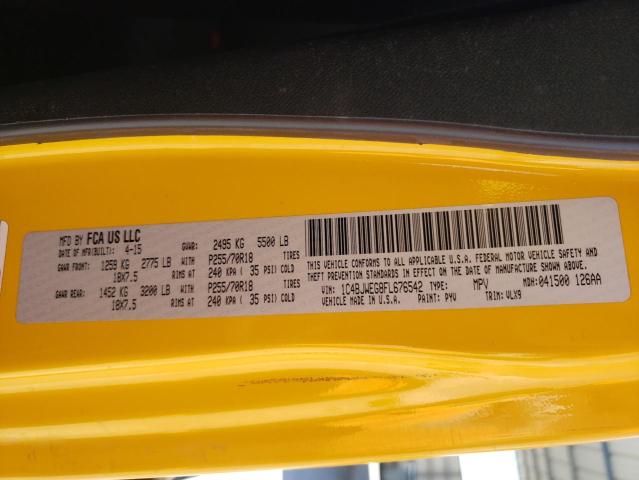 MFD BY FCA US LLC
DATE OF MFR(BUILT): 4-15 GVWR: 2495 KG 5500 LB
GAWR FRONT: 1259 KG 2775 LB WITH P255/70R18 TIRES
18X7.5 RIMS AT 240 KPA ( 35 PSI) COLD
GAWR REAR: 1452 KG 3200 LB WITH P255/70R18 TIRES
18X7.5 RIMS AT 240 KPA ( 35 PSI) COLD
THIS VEHICLE CONFORMS TO ALL APPLICABLE U.S.A. FEDERAL MOTOR VEHICLE SAFETY AND
THEFT PREVENTION STANDARDS IN EFFECT ON THE DATE OF MANUFACTURE SHOWN ABOVE.
VIN: 1C4BJWEG8FL676542 TYPE: MPV MDH: 041500 126AA
VEHICLE MADE IN U.S.A. PAINT: PYV TRIM: VLX9